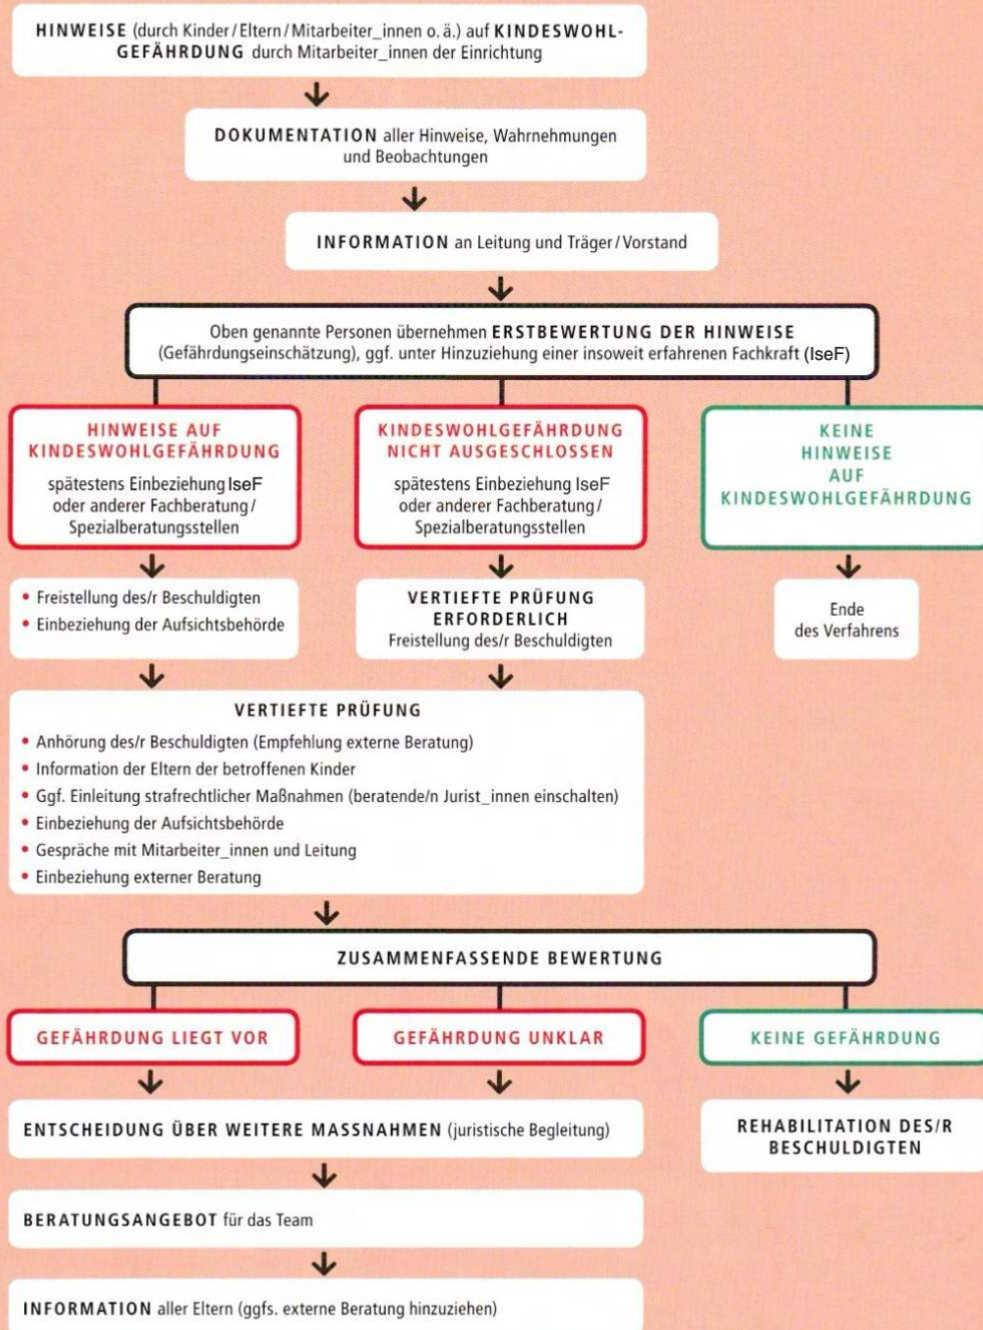 HINWEISE (durch Kinder/Eltern/Mitarbeiter_innen o. ä.) auf KINDESWOHL-
GEFÄHRDUNG durch Mitarbeiter_innen der Einrichtung
DOKUMENTATION aller Hinweise, Wahrnehmungen
und Beobachtungen
INFORMATION an Leitung und Träger/Vorstand
Oben genannte Personen übernehmen ERSTBEWERTUNG DER HINWEISE
(Gefährdungseinschätzung), ggf. unter Hinzuziehung einer insoweit erfahrenen Fachkraft (IseF)
HINWEISE AUF
KINDESWOHLGEFÄHRDUNG
spätestens Einbeziehung IseF
oder anderer Fachberatung/
Spezialberatungsstellen
KINDESWOHLGEFÄHRDUNG
NICHT AUSGESCHLOSSEN
spätestens Einbeziehung IseF
oder anderer Fachberatung/
Spezialberatungsstellen
KEINE
HINWEISE
AUF
KINDESWOHLGEFÄHRDUNG
• Freistellung des/r Beschuldigten
• Einbeziehung der Aufsichtsbehörde
VERTIEFTE PRÜFUNG
ERFORDERLICH
Freistellung des/r Beschuldigten
Ende
des Verfahrens
VERTIEFTE PRÜFUNG
• Anhörung des/r Beschuldigten (Empfehlung externe Beratung)
• Information der Eltern der betroffenen Kinder
• Ggf. Einleitung strafrechtlicher Maßnahmen (beratende/n Jurist_innen einschalten)
• Einbeziehung der Aufsichtsbehörde
• Gespräche mit Mitarbeiter_innen und Leitung
• Einbeziehung externer Beratung
ZUSAMMENFASSENDE BEWERTUNG
GEFÄHRDUNG LIEGT VOR
GEFÄHRDUNG UNKLAR
KEINE GEFÄHRDUNG
ENTSCHEIDUNG ÜBER WEITERE MASSNAHMEN (juristische Begleitung)
REHABILITATION DES/R
BESCHULDIGTEN
BERATUNGSANGEBOT für das Team
INFORMATION aller Eltern (ggfs. externe Beratung hinzuziehen)